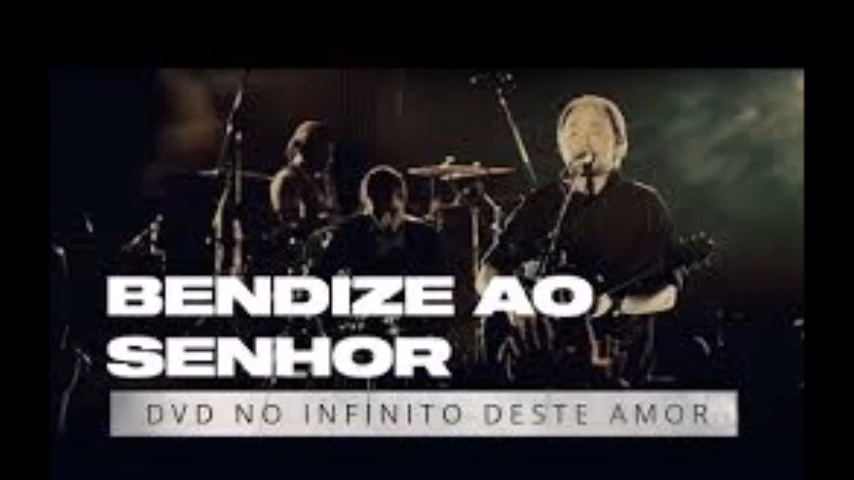 BENDIZE AO
SENHOR
DVD NO INFINITO DESTE AMOR